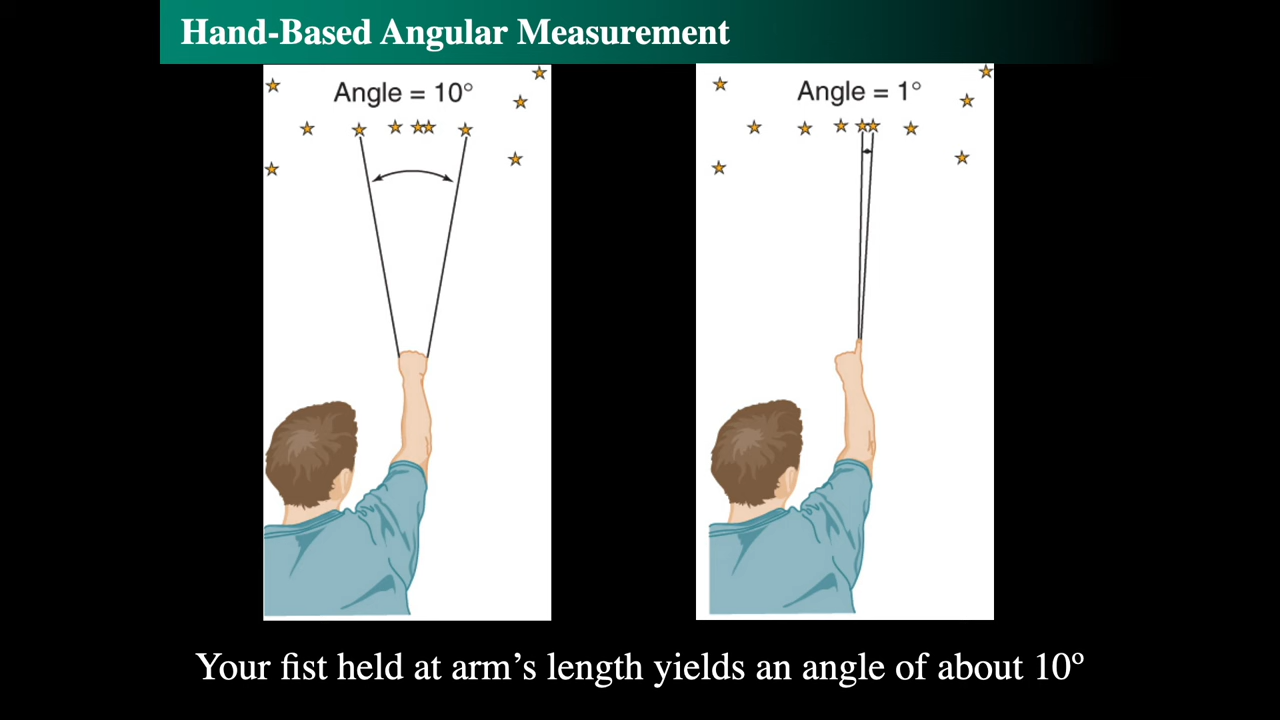 Hand-Based Angular Measurement
Angle = 10°
Angle = 1°
Your fist held at arm’s length yields an angle of about 10º